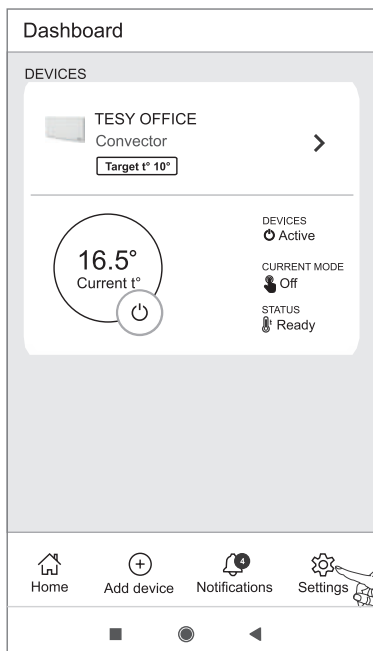 Dashboard
DEVICES
TESY OFFICE
Convector
Target t° 10°
16.5°
Current t°
DEVICES
Active
CURRENT MODE
Off
STATUS
t
Ready
4
Home
Add device
Notifications
Settings